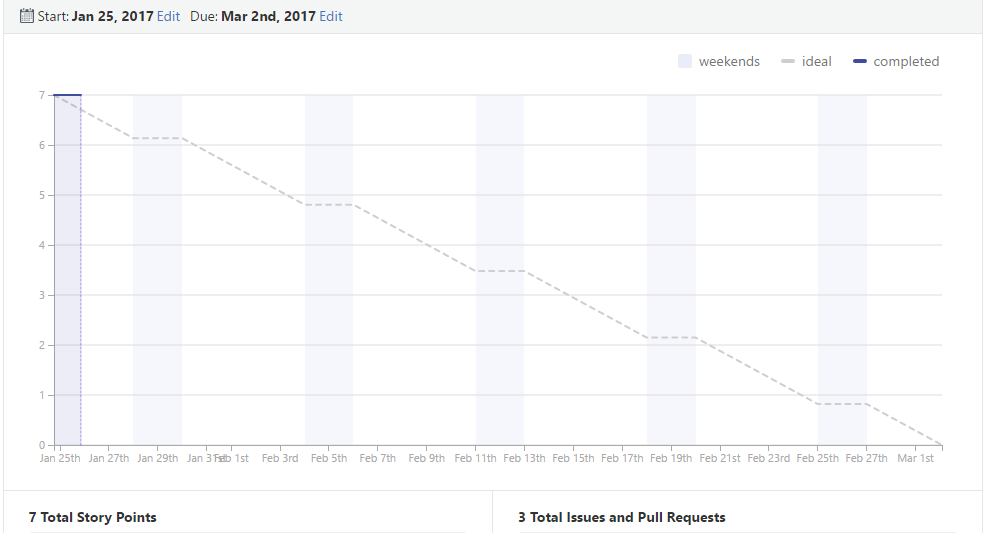 Start: Jan 25, 2017 Edit Due: Mar 2nd, 2017 Edit
weekends ideal completed
7
6
5
4
3
2
1
0
Jan 25th Jan 27th Jan 29th Jan 31st Feb 1st Feb 3rd Feb 5th Feb 7th Feb 9th Feb 11th Feb 13th Feb 15th Feb 17th Feb 19th Feb 21st Feb 23rd Feb 25th Feb 27th Mar 1st
7 Total Story Points 3 Total Issues and Pull Requests